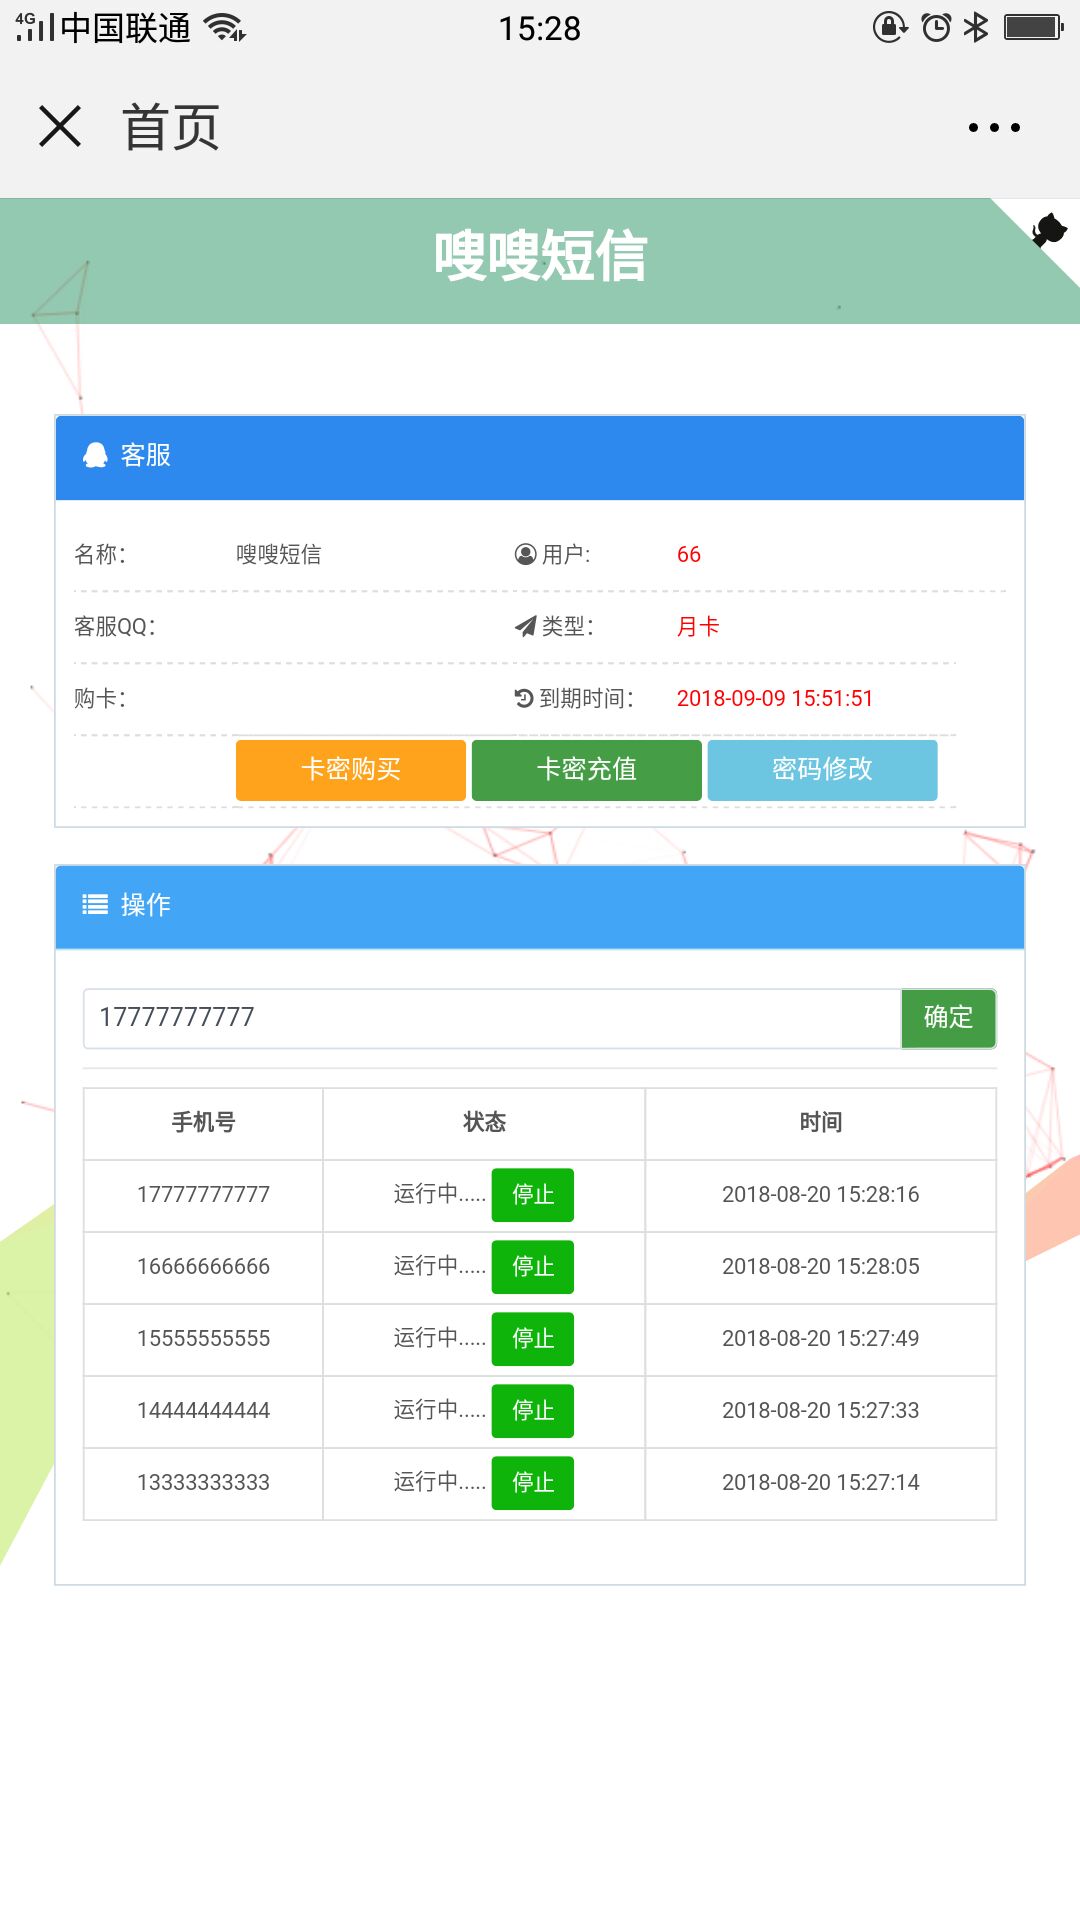 4G 中国联通 15:28
首页
嗖嗖短信
客服
名称： 嗖嗖短信 用户: 66
客服QQ： 类型： 月卡
购卡： 到期时间： 2018-09-09 15:51:51
卡密购买 卡密充值 密码修改
操作
17777777777 确定
手机号 状态 时间
17777777777 运行中..... 停止 2018-08-20 15:28:16
16666666666 运行中..... 停止 2018-08-20 15:28:05
15555555555 运行中..... 停止 2018-08-20 15:27:49
14444444444 运行中..... 停止 2018-08-20 15:27:33
13333333333 运行中..... 停止 2018-08-20 15:27:14